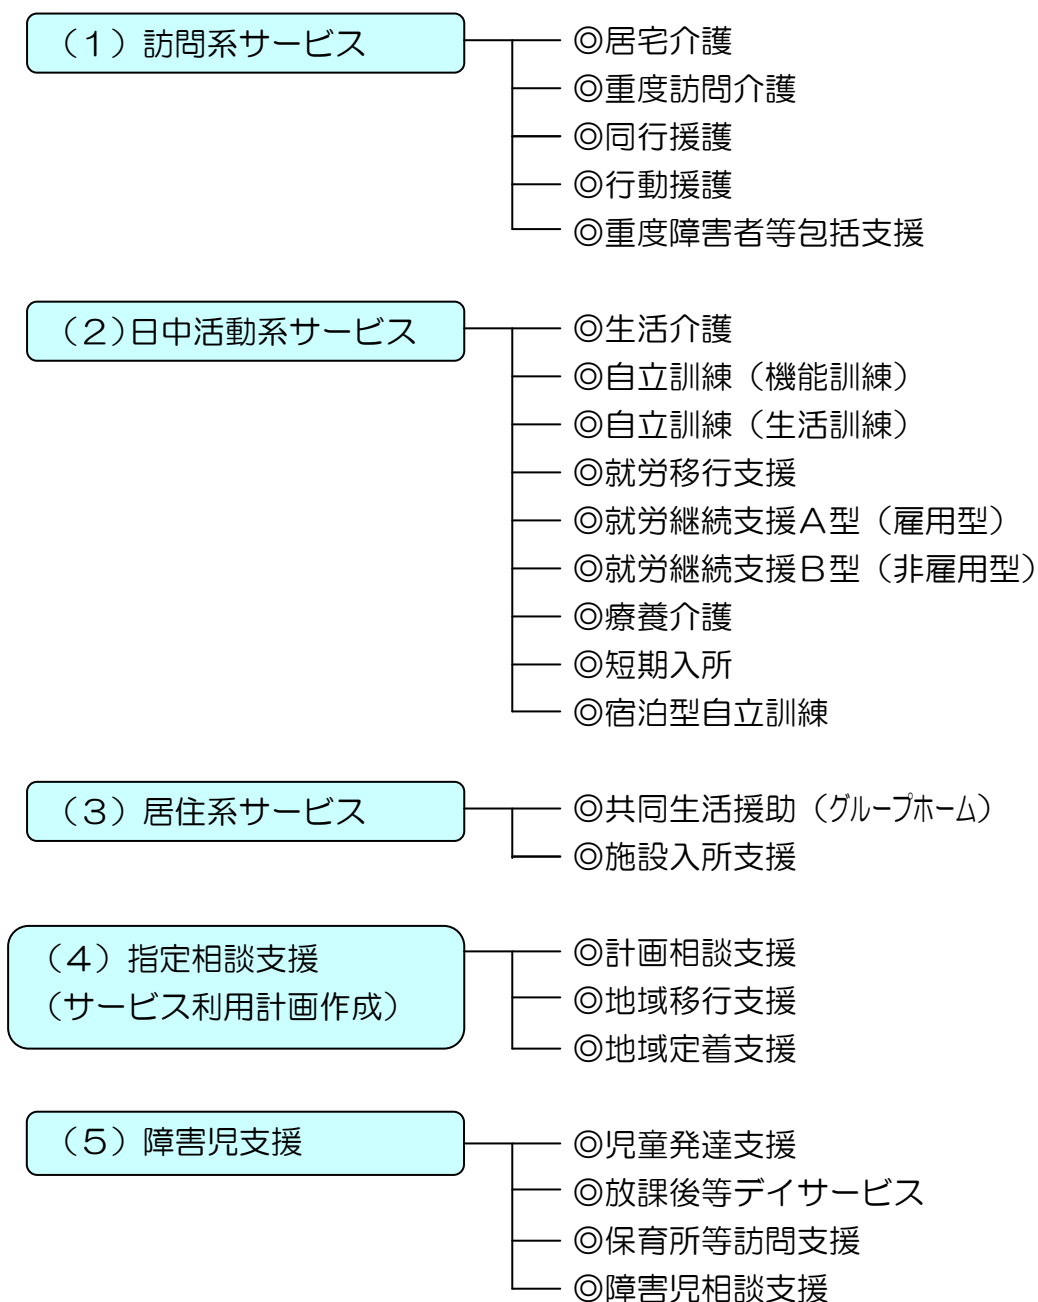 （１）訪問系サービス
◎居宅介護
◎重度訪問介護
◎同行援護
◎行動援護
◎重度障害者等包括支援
（２）日中活動系サービス
◎生活介護
◎自立訓練（機能訓練）
◎自立訓練（生活訓練）
◎就労移行支援
◎就労継続支援Ａ型（雇用型）
◎就労継続支援Ｂ型（非雇用型）
◎療養介護
◎短期入所
◎宿泊型自立訓練
（３）居住系サービス
◎共同生活援助（グループホーム）
◎施設入所支援
（４）指定相談支援
（サービス利用計画作成）
◎計画相談支援
◎地域移行支援
◎地域定着支援
（５）障害児支援
◎児童発達支援
◎放課後等デイサービス
◎保育所等訪問支援
◎障害児相談支援